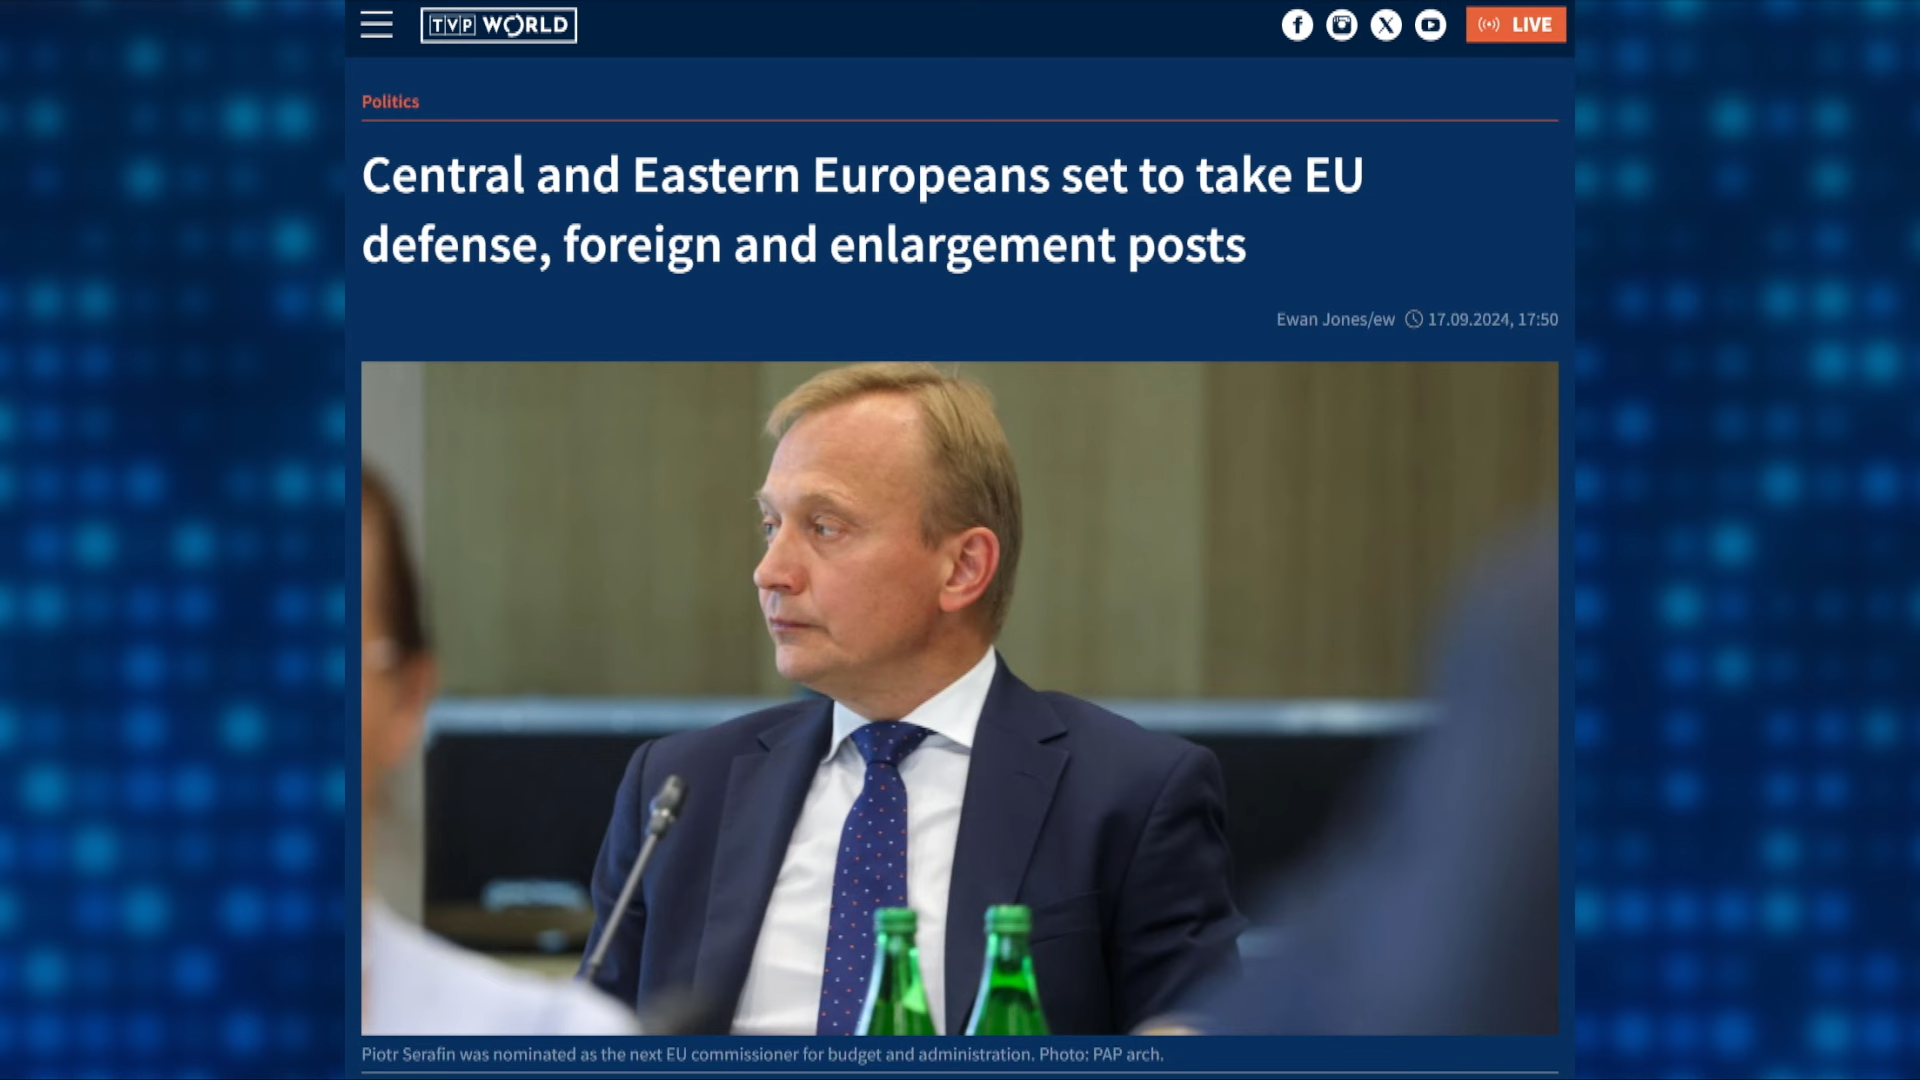 TVP WORLD
LIVE
Politics
Central and Eastern Europeans set to take EU
defense, foreign and enlargement posts
Ewan Jones/ew 17.09.2024, 17:50
Piotr Serafin was nominated as the next EU commissioner for budget and administration. Photo: PAP arch.